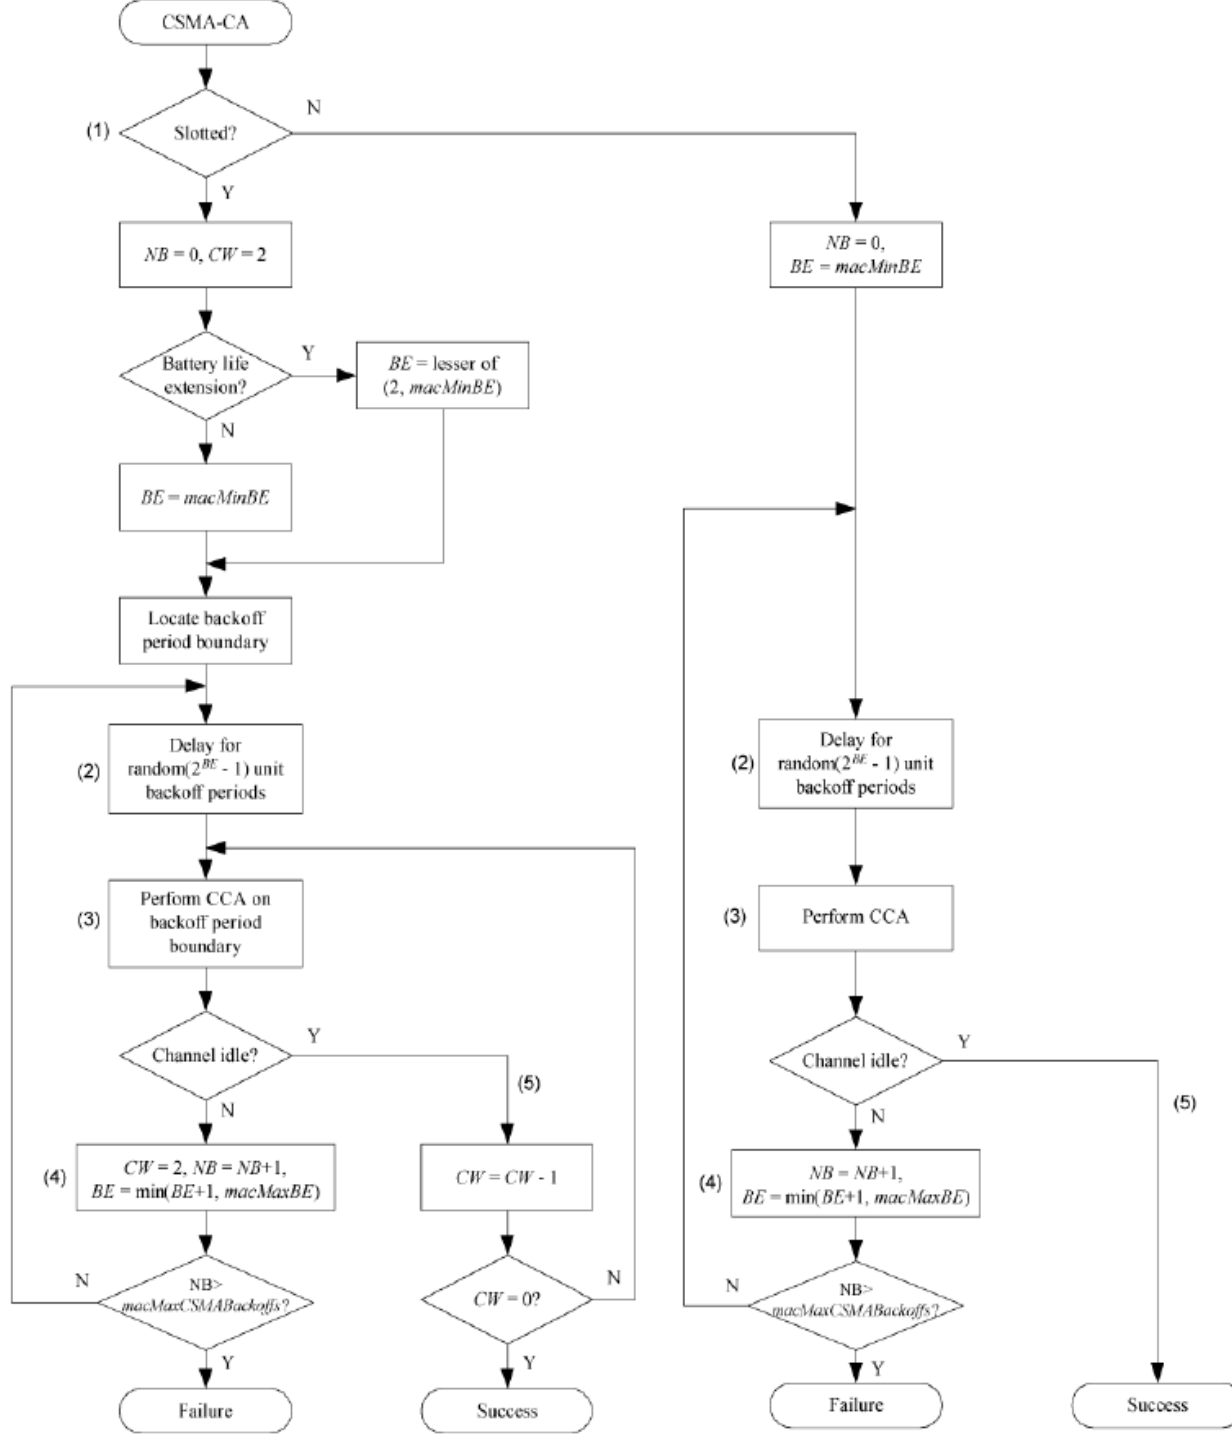 CSMA-CA
(1)
Slotted?
N
Y
NB = 0, CW = 2
Battery life
extension?
Y
BE = lesser of
(2, macMinBE)
N
BE = macMinBE
Locate backoff
period boundary
(2)
Delay for
random(2^BE - 1) unit
backoff periods
(3)
Perform CCA on
backoff period
boundary
Channel idle?
Y
(5)
N
(4)
CW = 2, NB = NB+1,
BE = min(BE+1, macMaxBE)
CW = CW - 1
N
NB>
macMaxCSMABackoffs?
Y
Failure
CW = 0?
N
Y
Success
NB = 0,
BE = macMinBE
(2)
Delay for
random(2^BE - 1) unit
backoff periods
(3)
Perform CCA
Channel idle?
Y
(5)
N
(4)
NB = NB+1,
BE = min(BE+1, macMaxBE)
N
NB>
macMaxCSMABackoffs?
Y
Failure
Success